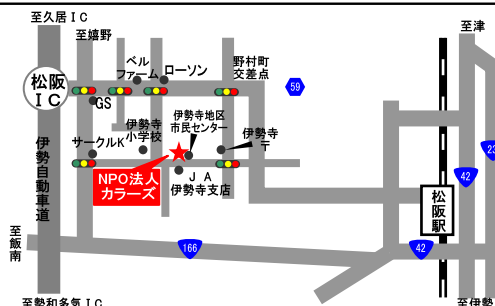 至久居IC
至嬉野
至津
松阪
IC
ベル
ファーム
ローソン
野村町
交差点
59
GS
伊勢寺
小学校
伊勢寺地区
市民センター
伊勢寺
〒
サークルK
伊勢自動車道
NPO法人
カラーズ
JA
伊勢寺支店
42
松阪駅
至飯南
166
42
至勢和多気IC
至伊勢